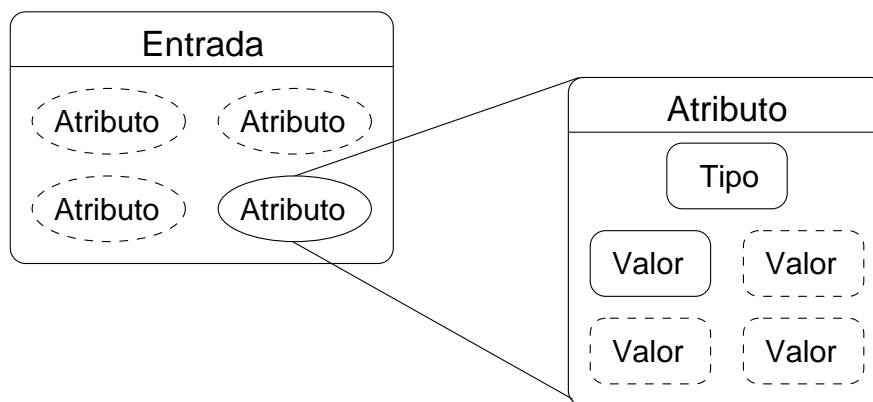 Entrada
Atributo Atributo
Atributo Atributo
Atributo
Tipo
Valor Valor
Valor Valor